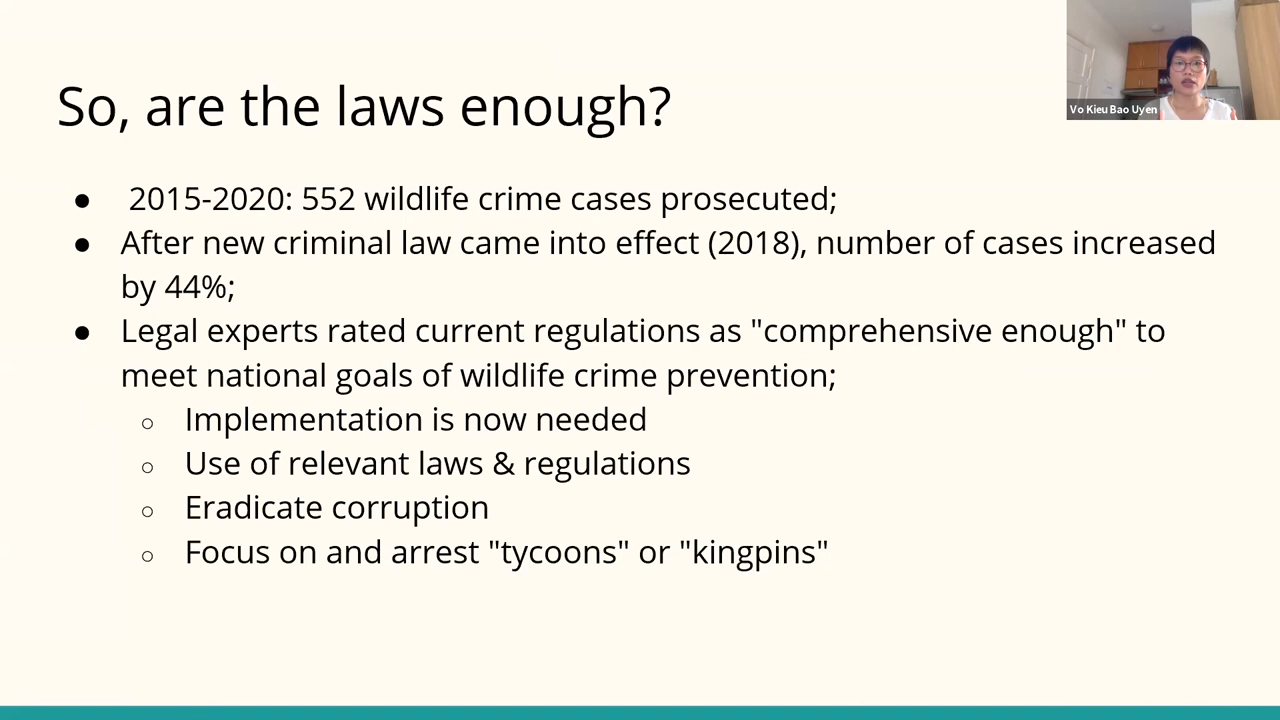 So, are the laws enough?
Vo Kieu Bao Uyen
● 2015-2020: 552 wildlife crime cases prosecuted;
● After new criminal law came into effect (2018), number of cases increased
by 44%;
● Legal experts rated current regulations as "comprehensive enough" to
meet national goals of wildlife crime prevention;
○ Implementation is now needed
○ Use of relevant laws & regulations
○ Eradicate corruption
○ Focus on and arrest "tycoons" or "kingpins"